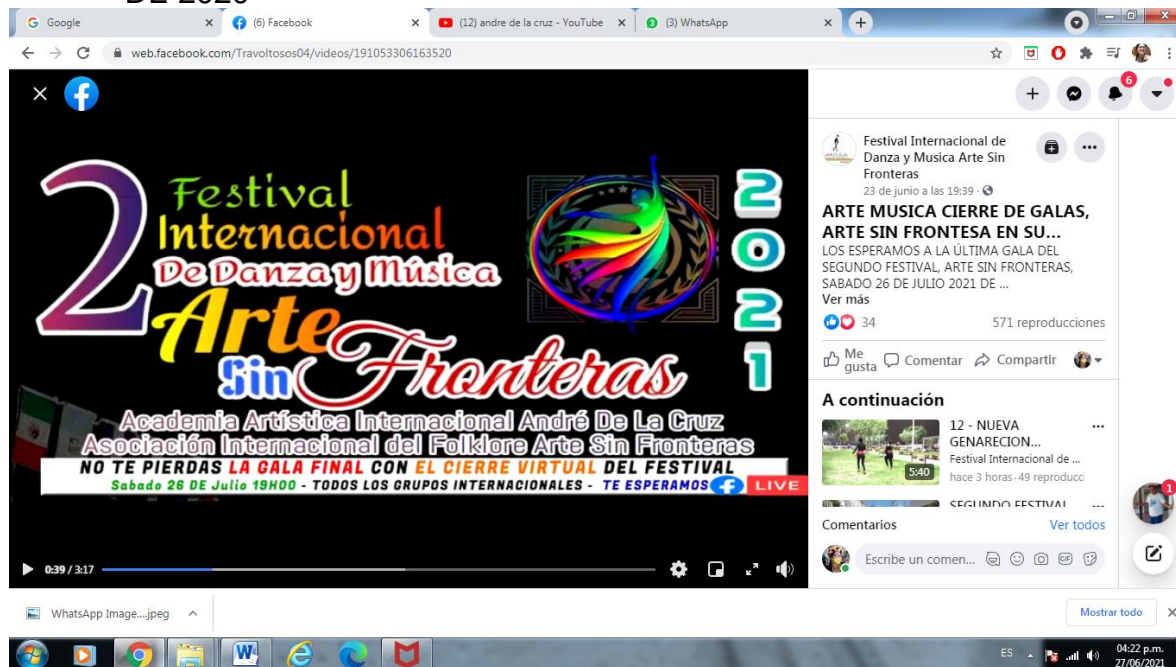 DE 2020
Google
(6) Facebook
(12) andre de la cruz - YouTube
(3) WhatsApp
web.facebook.com/Travoltosos04/videos/191053306163520
6
2 Festival
Internacional
De Danza y Música
Arte
Sin Fronteras
2021
Academia Artística Internacional André De La Cruz
Asociación Internacional del Folklore Arte Sin Fronteras
NO TE PIERDAS LA GALA FINAL CON EL CIERRE VIRTUAL DEL FESTIVAL
Sabado 26 DE Julio 19H00 - TODOS LOS GRUPOS INTERNACIONALES - TE ESPERAMOS LIVE
0:39 / 3:17
Festival Internacional de
Danza y Musica Arte Sin
Fronteras
23 de junio a las 19:39 ·
ARTE MUSICA CIERRE DE GALAS,
ARTE SIN FRONTESA EN SU...
LOS ESPERAMOS A LA ÚLTIMA GALA DEL
SEGUNDO FESTIVAL, ARTE SIN FRONTERAS,
SABADO 26 DE JULIO 2021 DE ...
Ver más
34
571 reproducciones
Me gusta
Comentar
Compartir
A continuación
12 - NUEVA
GENARECION...
Festival Internacional de ...
hace 3 horas · 49 reproducc
5:40
SEGUNDO FESTIVAL
1
Comentarios
Ver todos
Escribe un comen...
GIF
WhatsApp Image....jpeg
Mostrar todo
ES
04:22 p.m.